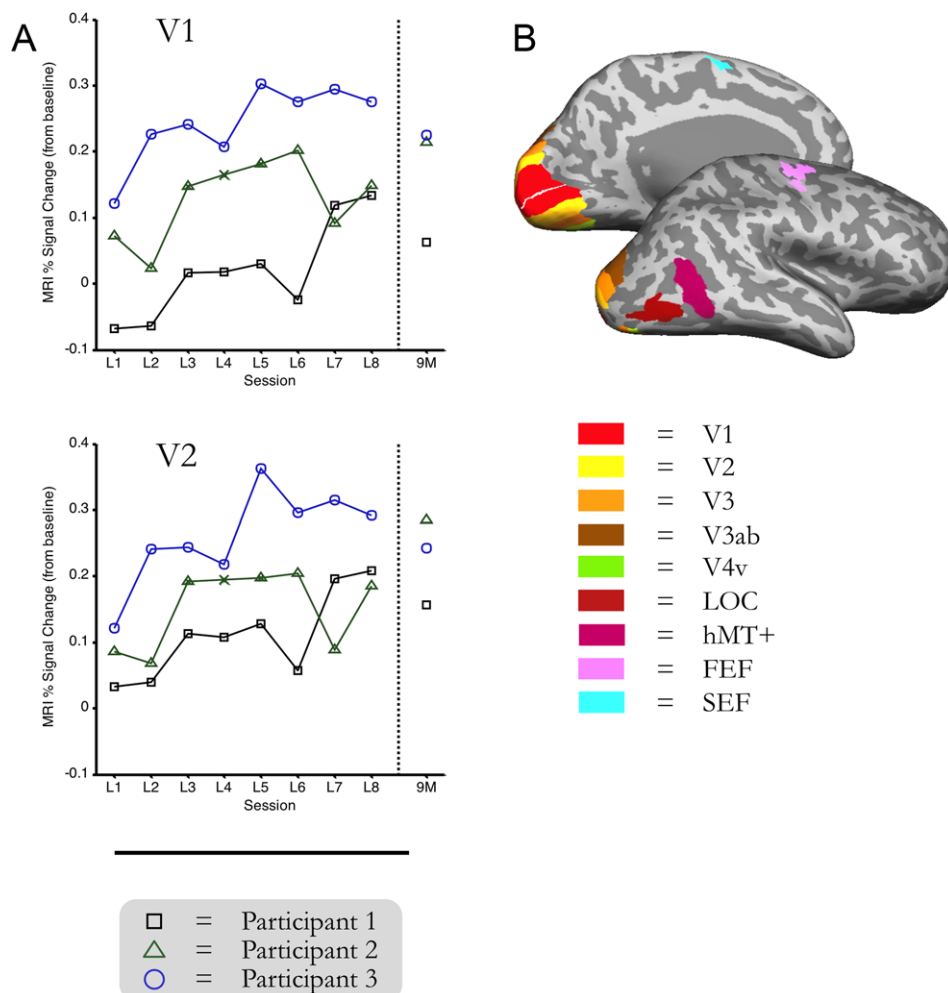 A
V1
MRI % Signal Change (from baseline)
0.4
0.3
0.2
0.1
0
-0.1
L1 L2 L3 L4 L5 L6 L7 L8 9M
Session
V2
MRI % Signal Change (from baseline)
0.4
0.3
0.2
0.1
0
-0.1
L1 L2 L3 L4 L5 L6 L7 L8 9M
Session
= Participant 1
= Participant 2
= Participant 3
B
= V1
= V2
= V3
= V3ab
= V4v
= LOC
= hMT+
= FEF
= SEF